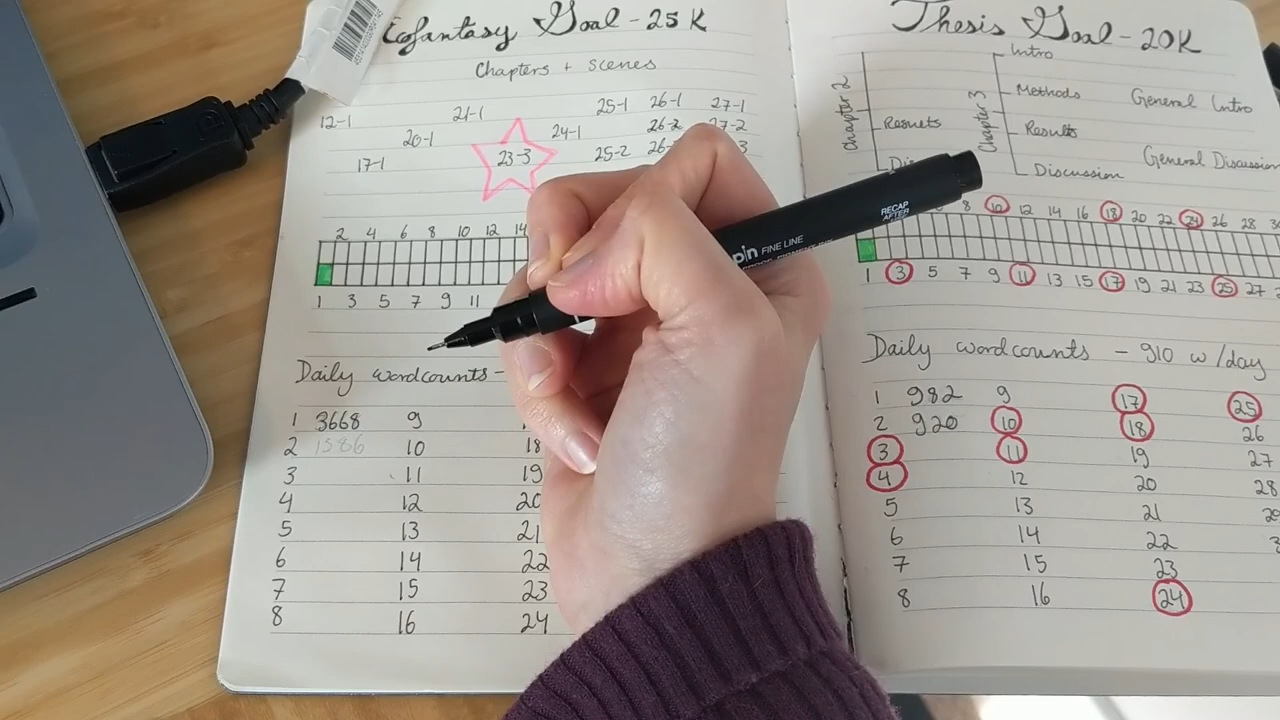 Ecofantasy Goal - 25K
Chapters + scenes
12-1 21-1 25-1 26-1 27-1
20-1 24-1 26-2 27-2
17-1 23-3 25-2
2 4 6 8 10 12 14
1 3 5 7 9 11
Daily wordcounts -
1 3668 9
2 1386 10 18
3 11 19
4 12 20
5 13 21
6 14 22
7 15 23
8 16 24
Thesis Goal - 20K
Chapter 2
Results
Chapter 3
Intro
Methods
Results
Discussion
General Intro
General Discussion
8 10 12 14 16 18 20 22 24 26 28
1 3 5 7 9 11 13 15 17 19 21 23 25 27
Daily wordcounts - 910 w/day
1 982 9 17 25
2 920 10 18 26
3 11 19 27
4 12 20 28
5 13 21
6 14 22
7 15 23
8 16 24
pin FINE LINE
RECAP
AFTER